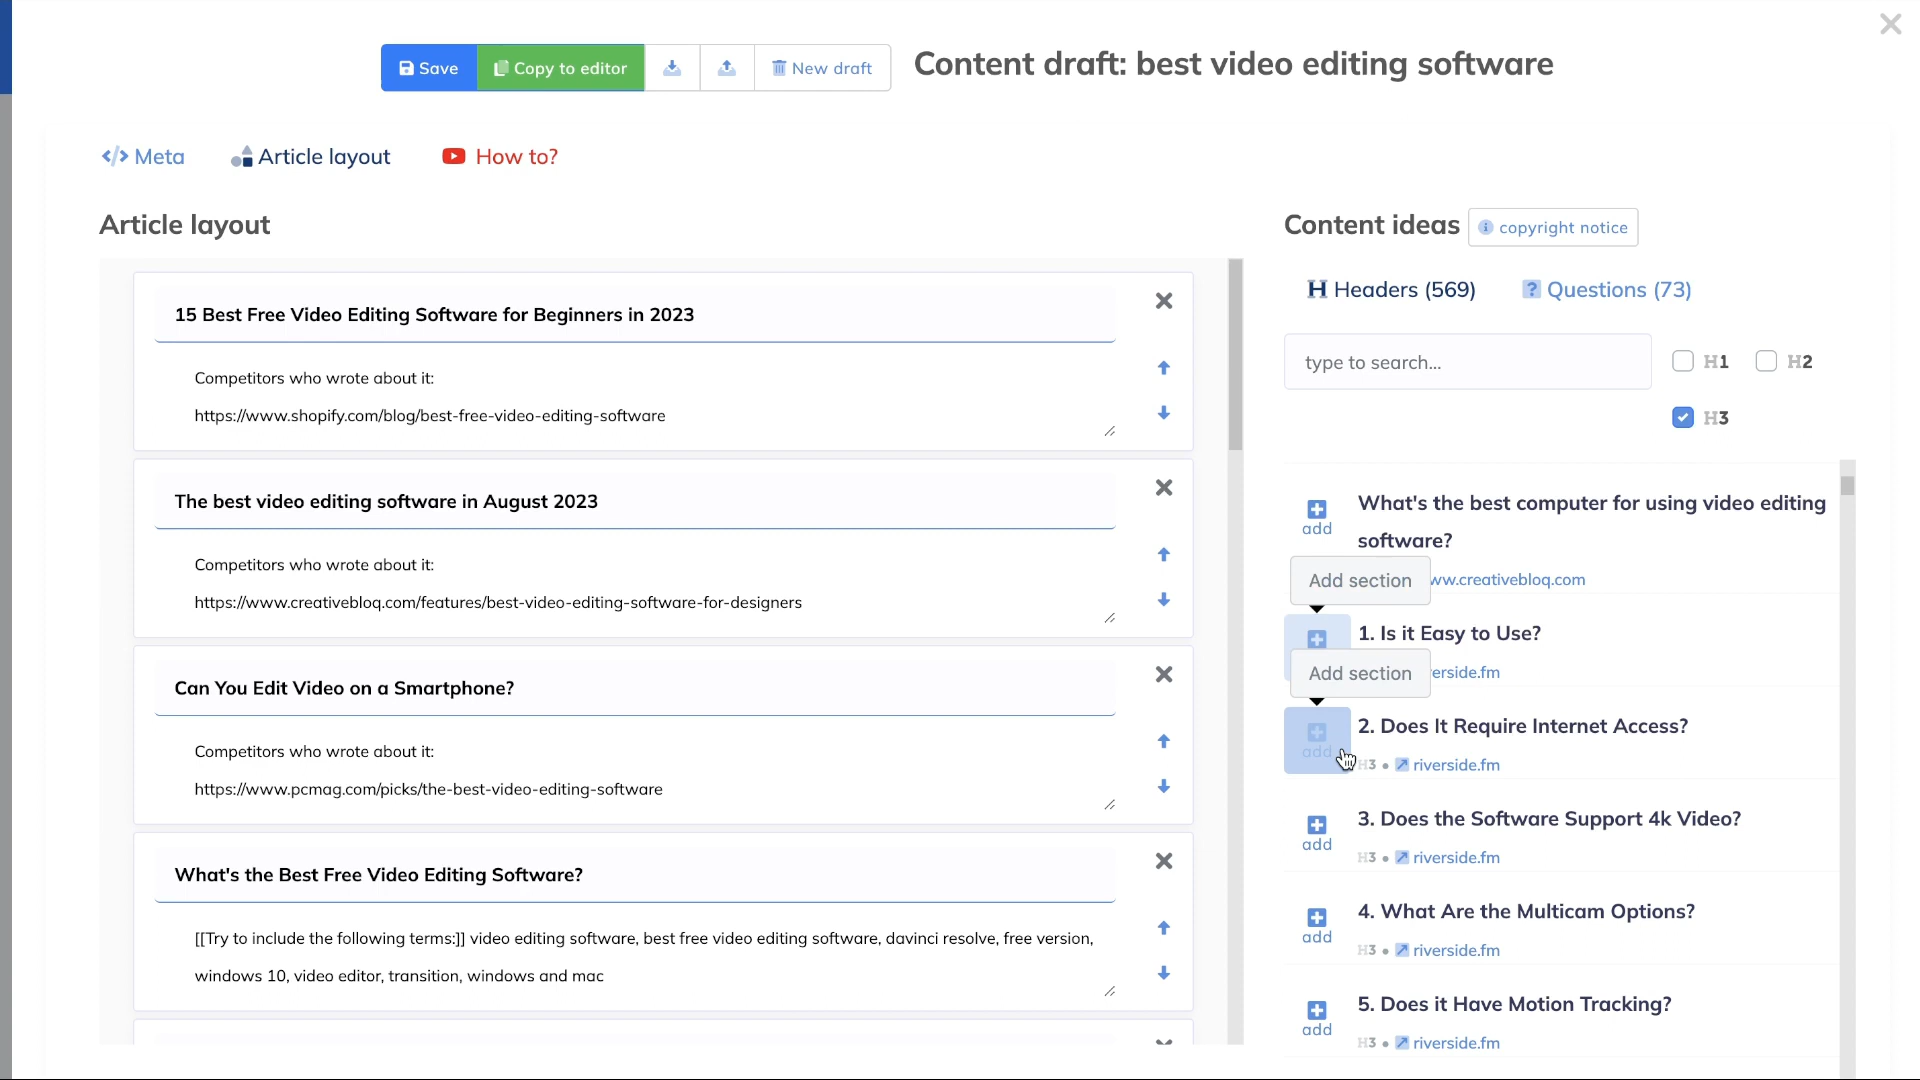 Save
Copy to editor
New draft
Content draft: best video editing software
</> Meta
Article layout
How to?
Article layout
15 Best Free Video Editing Software for Beginners in 2023
Competitors who wrote about it:
https://www.shopify.com/blog/best-free-video-editing-software
The best video editing software in August 2023
Competitors who wrote about it:
https://www.creativebloq.com/features/best-video-editing-software-for-designers
Can You Edit Video on a Smartphone?
Competitors who wrote about it:
https://www.pcmag.com/picks/the-best-video-editing-software
What's the Best Free Video Editing Software?
[[Try to include the following terms:]] video editing software, best free video editing software, davinci resolve, free version,
windows 10, video editor, transition, windows and mac
Content ideas
copyright notice
H Headers (569)
? Questions (73)
type to search...
H1
H2
H3
What's the best computer for using video editing
software?
add
Add section
ww.creativebloq.com
1. Is it Easy to Use?
Add section
erside.fm
2. Does It Require Internet Access?
add
H3 • riverside.fm
3. Does the Software Support 4k Video?
add
H3 • riverside.fm
4. What Are the Multicam Options?
add
H3 • riverside.fm
5. Does it Have Motion Tracking?
add
H3 • riverside.fm